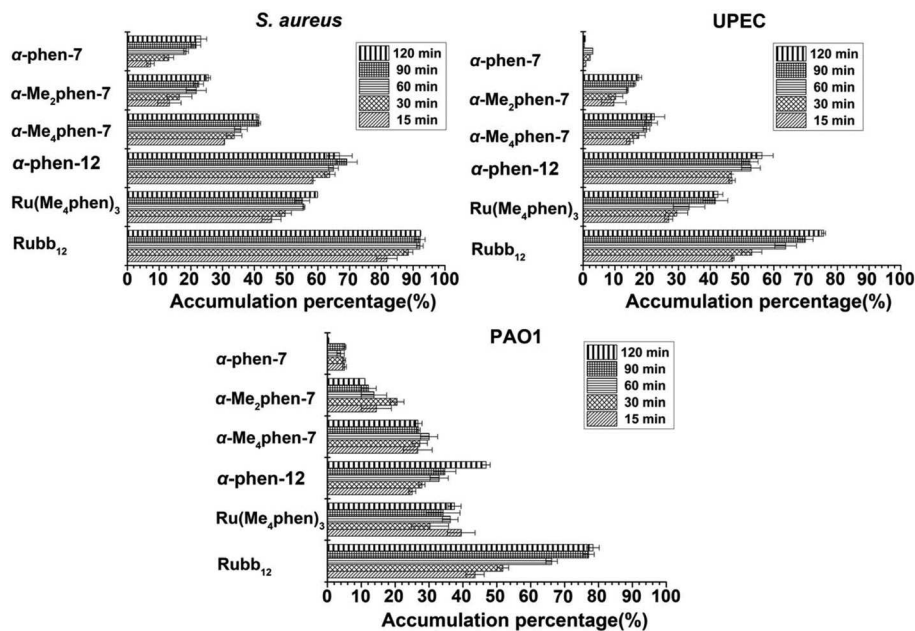 S. aureus
α-phen-7
α-Me₂phen-7
α-Me₄phen-7
α-phen-12
Ru(Me₄phen)₃
Rubb₁₂
120 min
90 min
60 min
30 min
15 min
0 10 20 30 40 50 60 70 80 90 100
Accumulation percentage(%)
UPEC
α-phen-7
α-Me₂phen-7
α-Me₄phen-7
α-phen-12
Ru(Me₄phen)₃
Rubb₁₂
120 min
90 min
60 min
30 min
15 min
0 10 20 30 40 50 60 70 80 90 100
Accumulation percentage(%)
PAO1
α-phen-7
α-Me₂phen-7
α-Me₄phen-7
α-phen-12
Ru(Me₄phen)₃
Rubb₁₂
120 min
90 min
60 min
30 min
15 min
0 10 20 30 40 50 60 70 80 90 100
Accumulation percentage(%)